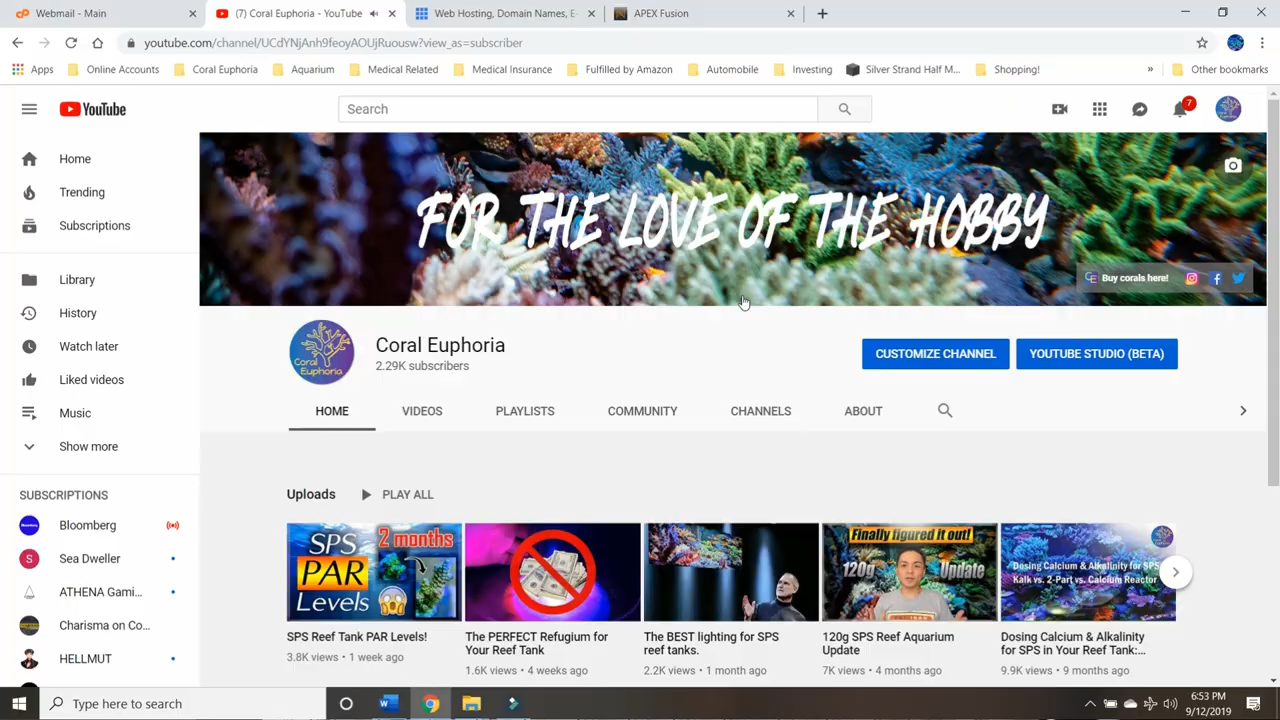 Webmail - Main
(7) Coral Euphoria - YouTube
Web Hosting, Domain Names, E-
APEX Fusion
youtube.com/channel/UCdYNjAnh9feoyAOUjRuousw?view_as=subscriber
Apps
Online Accounts
Coral Euphoria
Aquarium
Medical Related
Medical Insurance
Fulfilled by Amazon
Automobile
Investing
Silver Strand Half M...
Shopping!
»
Other bookmarks
YouTube
Search
7
Home
Trending
Subscriptions
Library
History
Watch later
Liked videos
Music
Show more
SUBSCRIPTIONS
Bloomberg
Sea Dweller
ATHENA Gami...
Charisma on Co...
HELLMUT
FOR THE LOVE OF THE HOBBY
CE Buy corals here!
Coral Euphoria
Coral Euphoria
2.29K subscribers
CUSTOMIZE CHANNEL
YOUTUBE STUDIO (BETA)
HOME
VIDEOS
PLAYLISTS
COMMUNITY
CHANNELS
ABOUT
Uploads
PLAY ALL
SPS
PAR
Levels
2 months
SPS Reef Tank PAR Levels!
3.8K views • 1 week ago
The PERFECT Refugium for
Your Reef Tank
1.6K views • 4 weeks ago
The BEST lighting for SPS
reef tanks.
2.2K views • 1 month ago
Finally figured it out!
120g Update
120g SPS Reef Aquarium
Update
7K views • 4 months ago
Dosing Calcium & Alkalinity for SPS
Kalk vs. 2-Part vs. Calcium Reactor
Dosing Calcium & Alkalinity
for SPS in Your Reef Tank:...
9.9K views • 9 months ago
Type here to search
6:53 PM
9/12/2019